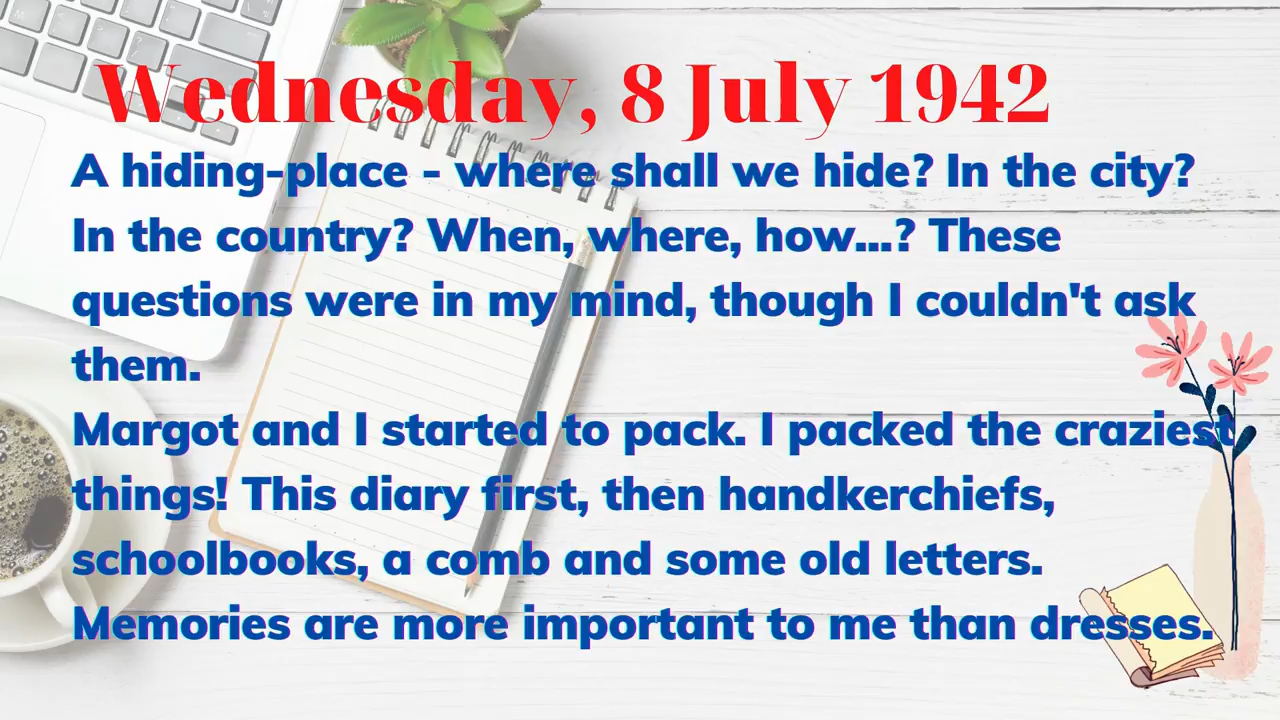 Wednesday, 8 July 1942
A hiding-place - where shall we hide? In the city?
In the country? When, where, how...? These
questions were in my mind, though I couldn't ask
them.
Margot and I started to pack. I packed the craziest
things! This diary first, then handkerchiefs,
schoolbooks, a comb and some old letters.
Memories are more important to me than dresses.